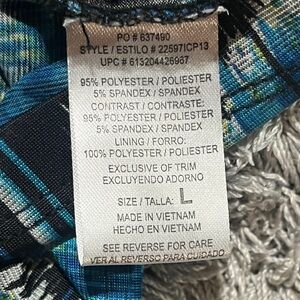 PO # 637490
STYLE / ESTILO # 22597ICP13
UPC # 613204426967
95% POLYESTER / POLIESTER
5% SPANDEX / SPANDEX
CONTRAST / CONTRASTE:
95% POLYESTER / POLIESTER
5% SPANDEX / SPANDEX
LINING / FORRO:
100% POLYESTER / POLIESTER
EXCLUSIVE OF TRIM
EXCLUYENDO ADORNO
SIZE / TALLA: L
MADE IN VIETNAM
HECHO EN VIETNAM
SEE REVERSE FOR CARE
VER AL REVERSO PARA CUIDADO